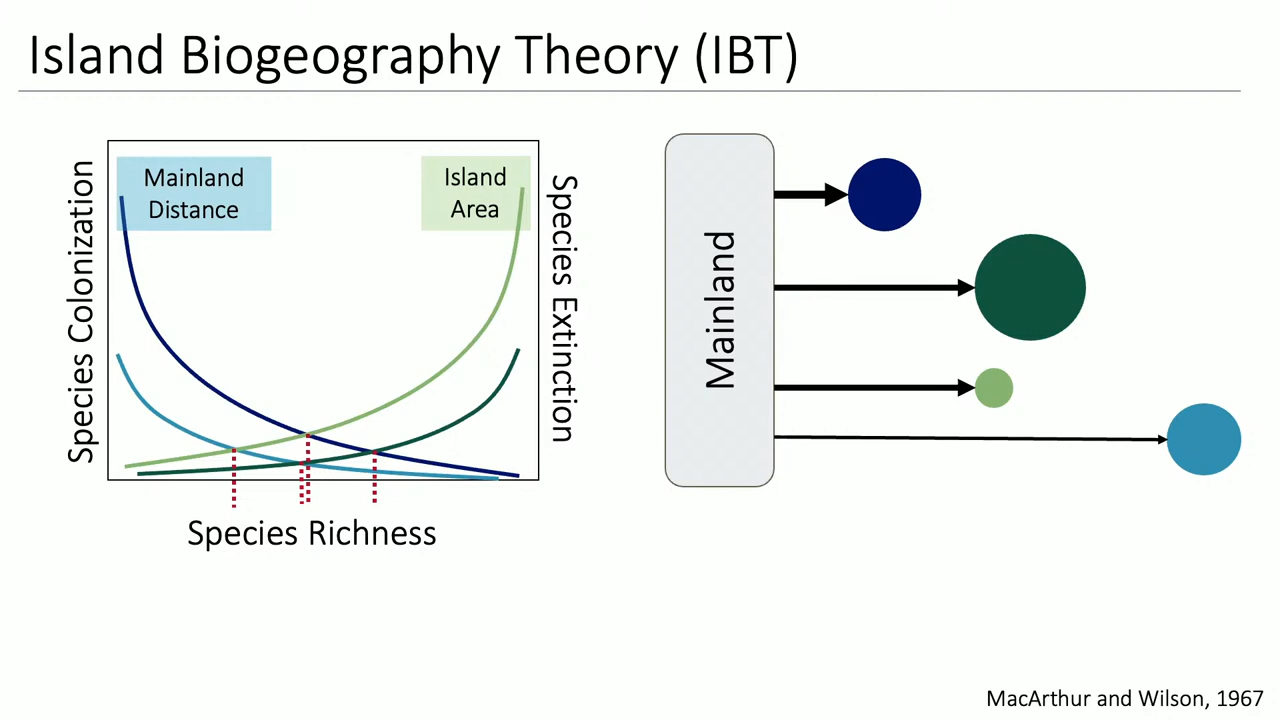 Island Biogeography Theory (IBT)
Mainland
Distance
Island
Area
Species Colonization
Species Extinction
Species Richness
Mainland
MacArthur and Wilson, 1967